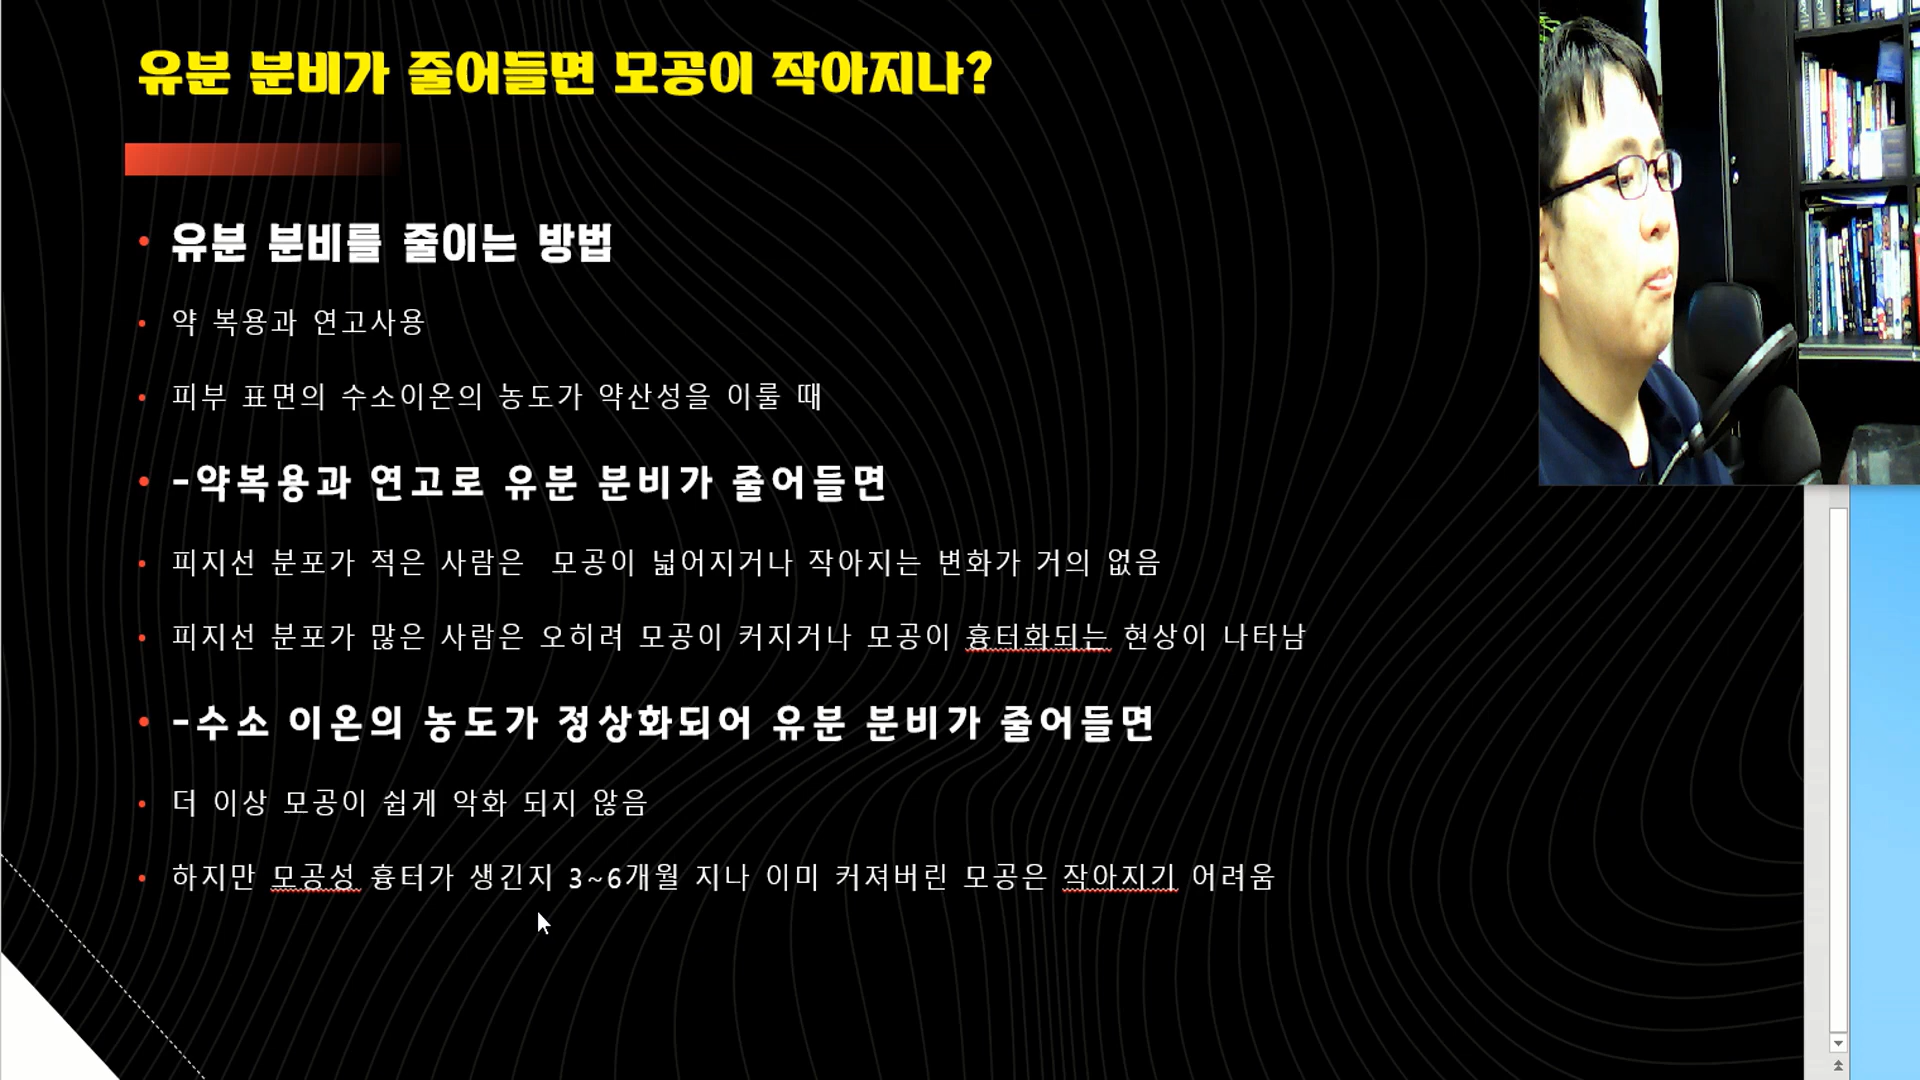 유분 분비가 줄어들면 모공이 작아지나?
유분 분비를 줄이는 방법
약 복용과 연고사용
피부 표면의 수소이온의 농도가 약산성을 이룰 때
-약복용과 연고로 유분 분비가 줄어들면
피지선 분포가 적은 사람은 모공이 넓어지거나 작아지는 변화가 거의 없음
피지선 분포가 많은 사람은 오히려 모공이 커지거나 모공이 흉터화되는 현상이 나타남
-수소 이온의 농도가 정상화되어 유분 분비가 줄어들면
더 이상 모공이 쉽게 악화 되지 않음
하지만 모공성 흉터가 생긴지 3~6개월 지나 이미 커져버린 모공은 작아지기 어려움